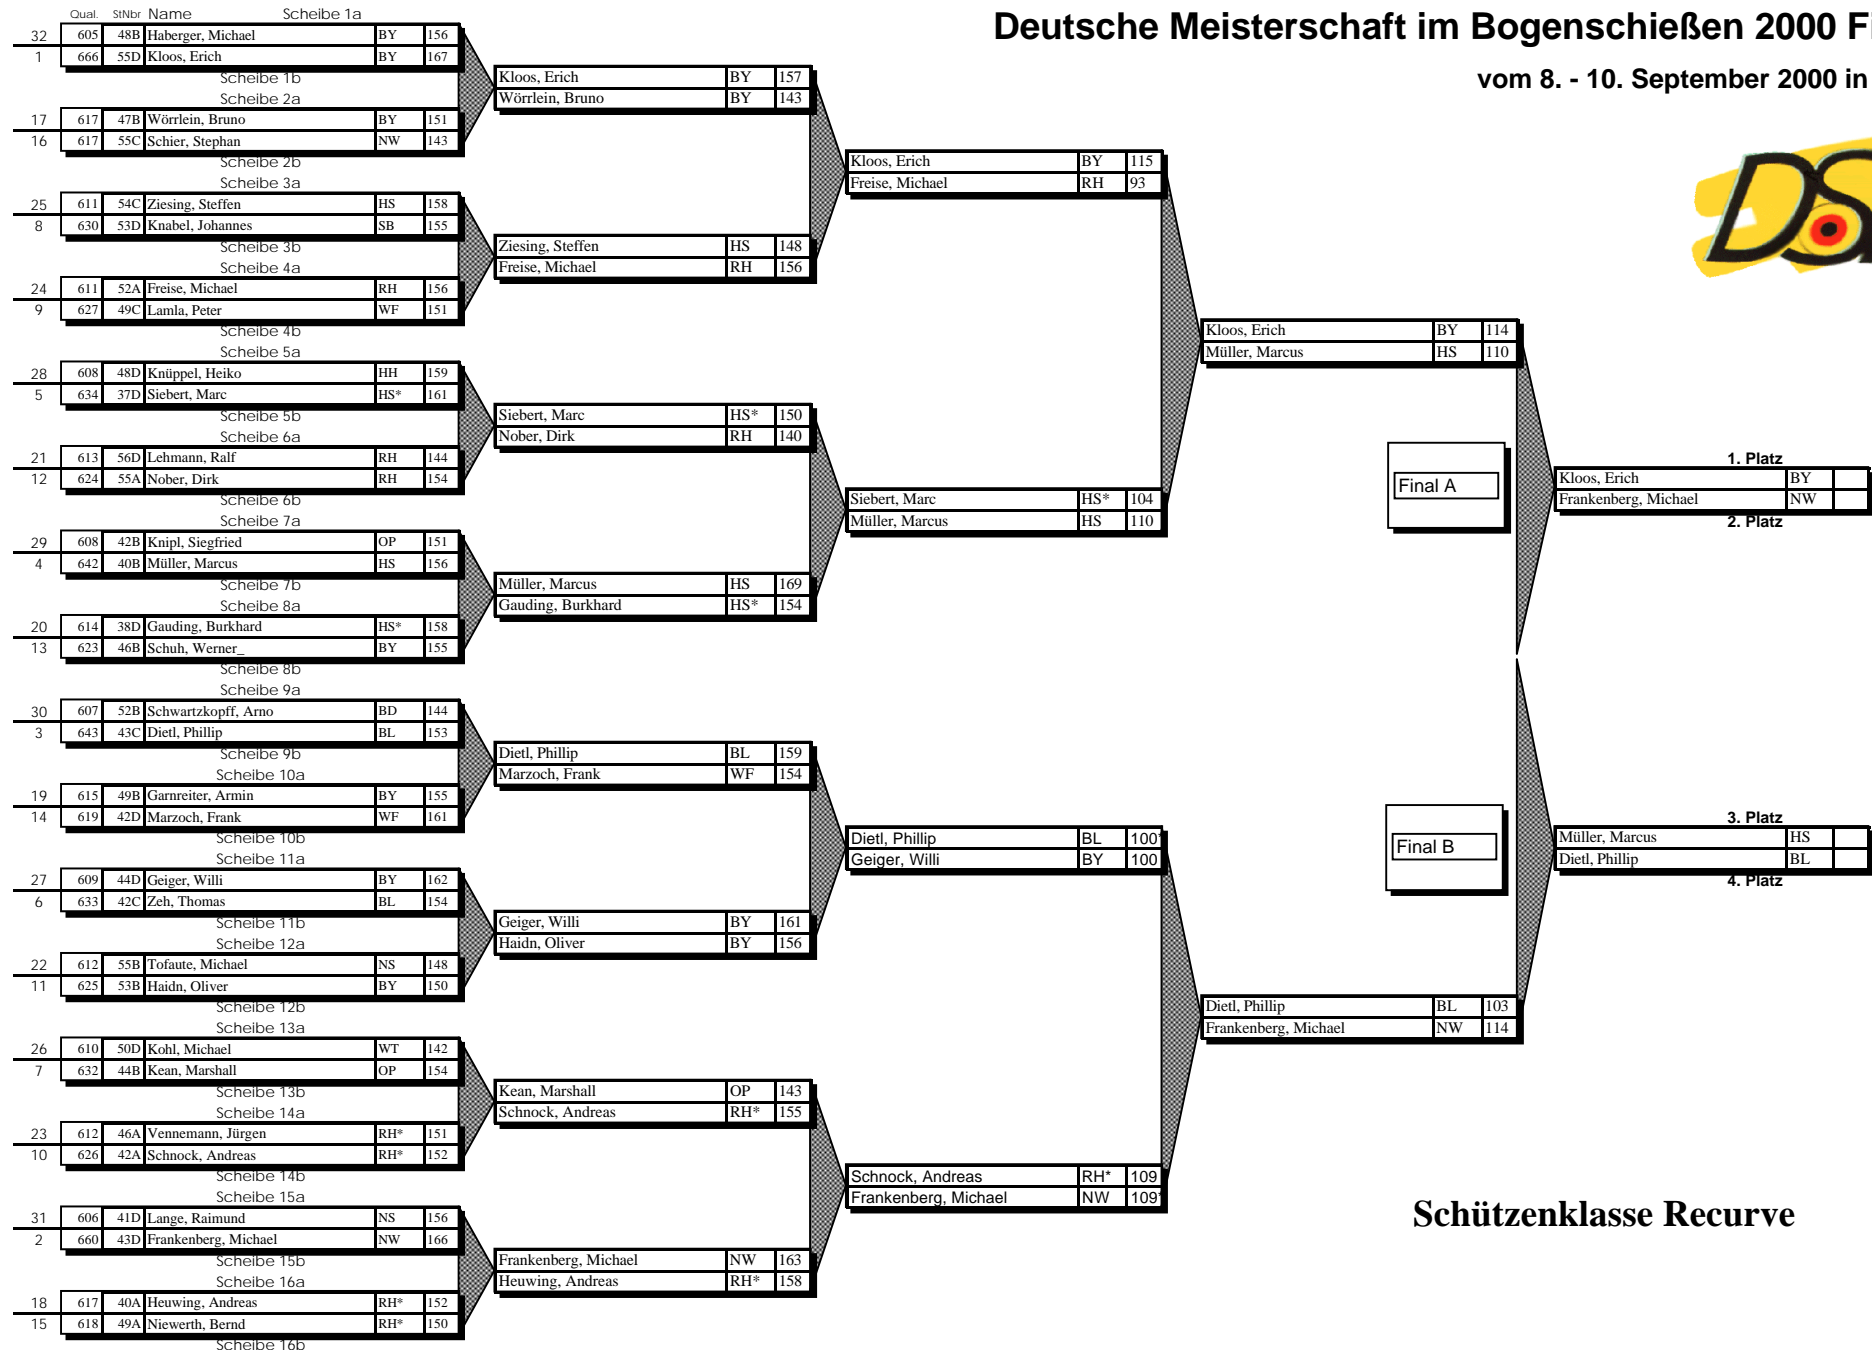 Qual. StNbr Name Scheibe 1a
Deutsche Meisterschaft im Bogenschießen 2000
vom 8. - 10. September 2000 in
32 605 48B Haberger, Michael BY 156
1 666 55D Kloos, Erich BY 167
Scheibe 1b
Scheibe 2a
17 617 47B Wörrlein, Bruno BY 151
16 617 55C Schier, Stephan NW 143
Scheibe 2b
Scheibe 3a
25 611 54C Ziesing, Steffen HS 158
8 630 53D Knabel, Johannes SB 155
Scheibe 3b
Scheibe 4a
24 611 52A Freise, Michael RH 156
9 627 49C Lamla, Peter WF 151
Scheibe 4b
Scheibe 5a
28 608 48D Knüppel, Heiko HH 159
5 634 37D Siebert, Marc HS* 161
Scheibe 5b
Scheibe 6a
21 613 56D Lehmann, Ralf RH 144
12 624 55A Nober, Dirk RH 154
Scheibe 6b
Scheibe 7a
29 608 42B Knipl, Siegfried OP 151
4 642 40B Müller, Marcus HS 156
Scheibe 7b
Scheibe 8a
20 614 38D Gauding, Burkhard HS* 158
13 623 46B Schuh, Werner_ BY 155
Scheibe 8b
Scheibe 9a
30 607 52B Schwartzkopff, Arno BD 144
3 643 43C Dietl, Phillip BL 153
Scheibe 9b
Scheibe 10a
19 615 49B Garnreiter, Armin BY 155
14 619 42D Marzoch, Frank WF 161
Scheibe 10b
Scheibe 11a
27 609 44D Geiger, Willi BY 162
6 633 42C Zeh, Thomas BL 154
Scheibe 11b
Scheibe 12a
22 612 55B Tofaute, Michael NS 148
11 625 53B Haidn, Oliver BY 150
Scheibe 12b
Scheibe 13a
26 610 50D Kohl, Michael WT 142
7 632 44B Kean, Marshall OP 154
Scheibe 13b
Scheibe 14a
23 612 46A Vennemann, Jürgen RH* 151
10 626 42A Schnock, Andreas RH* 152
Scheibe 14b
Scheibe 15a
31 606 41D Lange, Raimund NS 156
2 660 43D Frankenberg, Michael NW 166
Scheibe 15b
Scheibe 16a
18 617 40A Heuwing, Andreas RH* 152
15 618 49A Niewerth, Bernd RH* 150
Scheibe 16b
Kloos, Erich BY 157
Wörrlein, Bruno BY 143
Ziesing, Steffen HS 148
Freise, Michael RH 156
Siebert, Marc HS* 150
Nober, Dirk RH 140
Müller, Marcus HS 169
Gauding, Burkhard HS* 154
Dietl, Phillip BL 159
Marzoch, Frank WF 154
Geiger, Willi BY 161
Haidn, Oliver BY 156
Kean, Marshall OP 143
Schnock, Andreas RH* 155
Frankenberg, Michael NW 163
Heuwing, Andreas RH* 158
Kloos, Erich BY 115
Freise, Michael RH 93
Siebert, Marc HS* 104
Müller, Marcus HS 110
Dietl, Phillip BL 100*
Geiger, Willi BY 100
Schnock, Andreas RH* 109
Frankenberg, Michael NW 109*
Kloos, Erich BY 114
Müller, Marcus HS 110
Dietl, Phillip BL 103
Frankenberg, Michael NW 114
Final A
1. Platz
Kloos, Erich BY
Frankenberg, Michael NW
2. Platz
Final B
3. Platz
Müller, Marcus HS
Dietl, Phillip BL
4. Platz
Schützenklasse Recurve